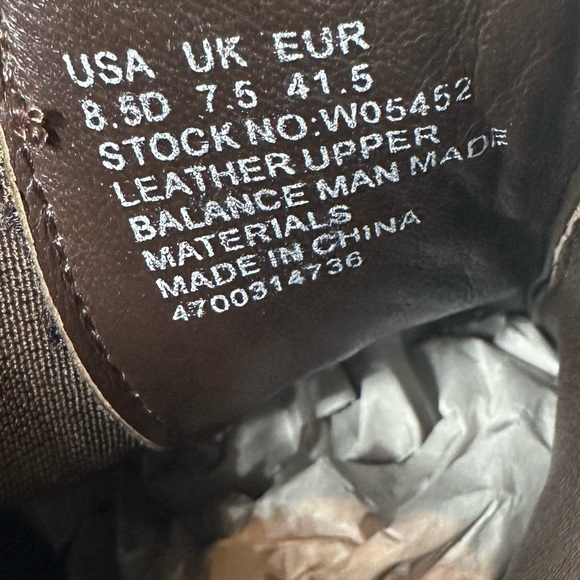 USA UK EUR
8.5D 7.5 41.5
STOCK NO:W05452
LEATHER UPPER
BALANCE MAN MADE
MATERIALS
MADE IN CHINA
4700314736